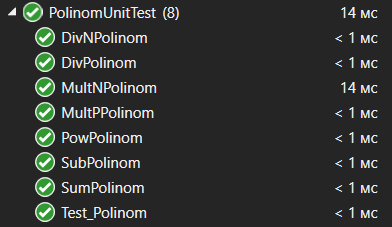 PolinomUnitTest (8) 14 мс
DivNPolinom < 1 мс
DivPolinom < 1 мс
MultNPolinom 14 мс
MultPPolinom < 1 мс
PowPolinom < 1 мс
SubPolinom < 1 мс
SumPolinom < 1 мс
Test_Polinom < 1 мс